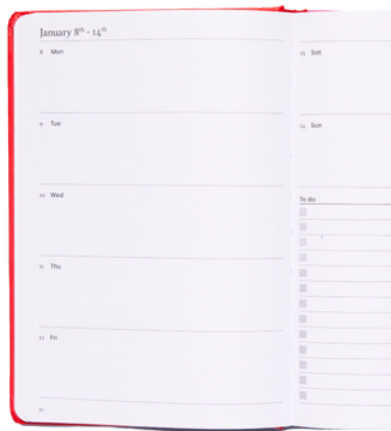 January 8th - 14th
8 Mon
9 Tue
10 Wed
11 Thu
12 Fri
13 Sat
14 Sun
To do